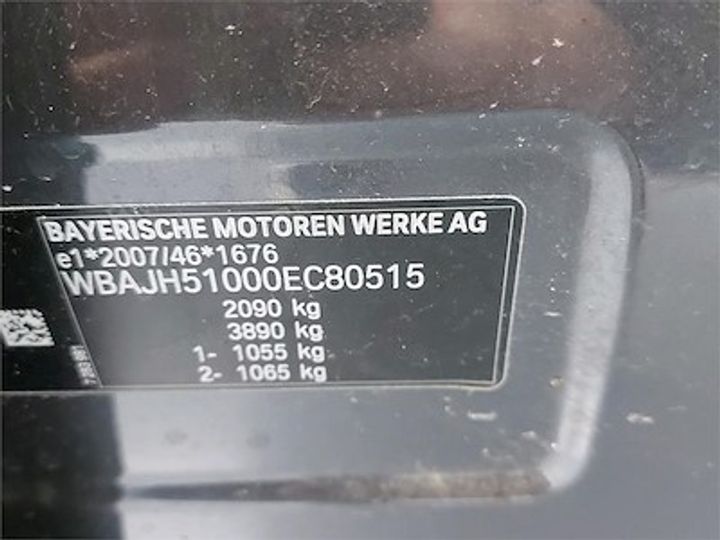 BAYERISCHE MOTOREN WERKE AG
e1*2007/46*1676
WBAJH51000EC80515
2090 kg
3890 kg
1- 1055 kg
2- 1065 kg